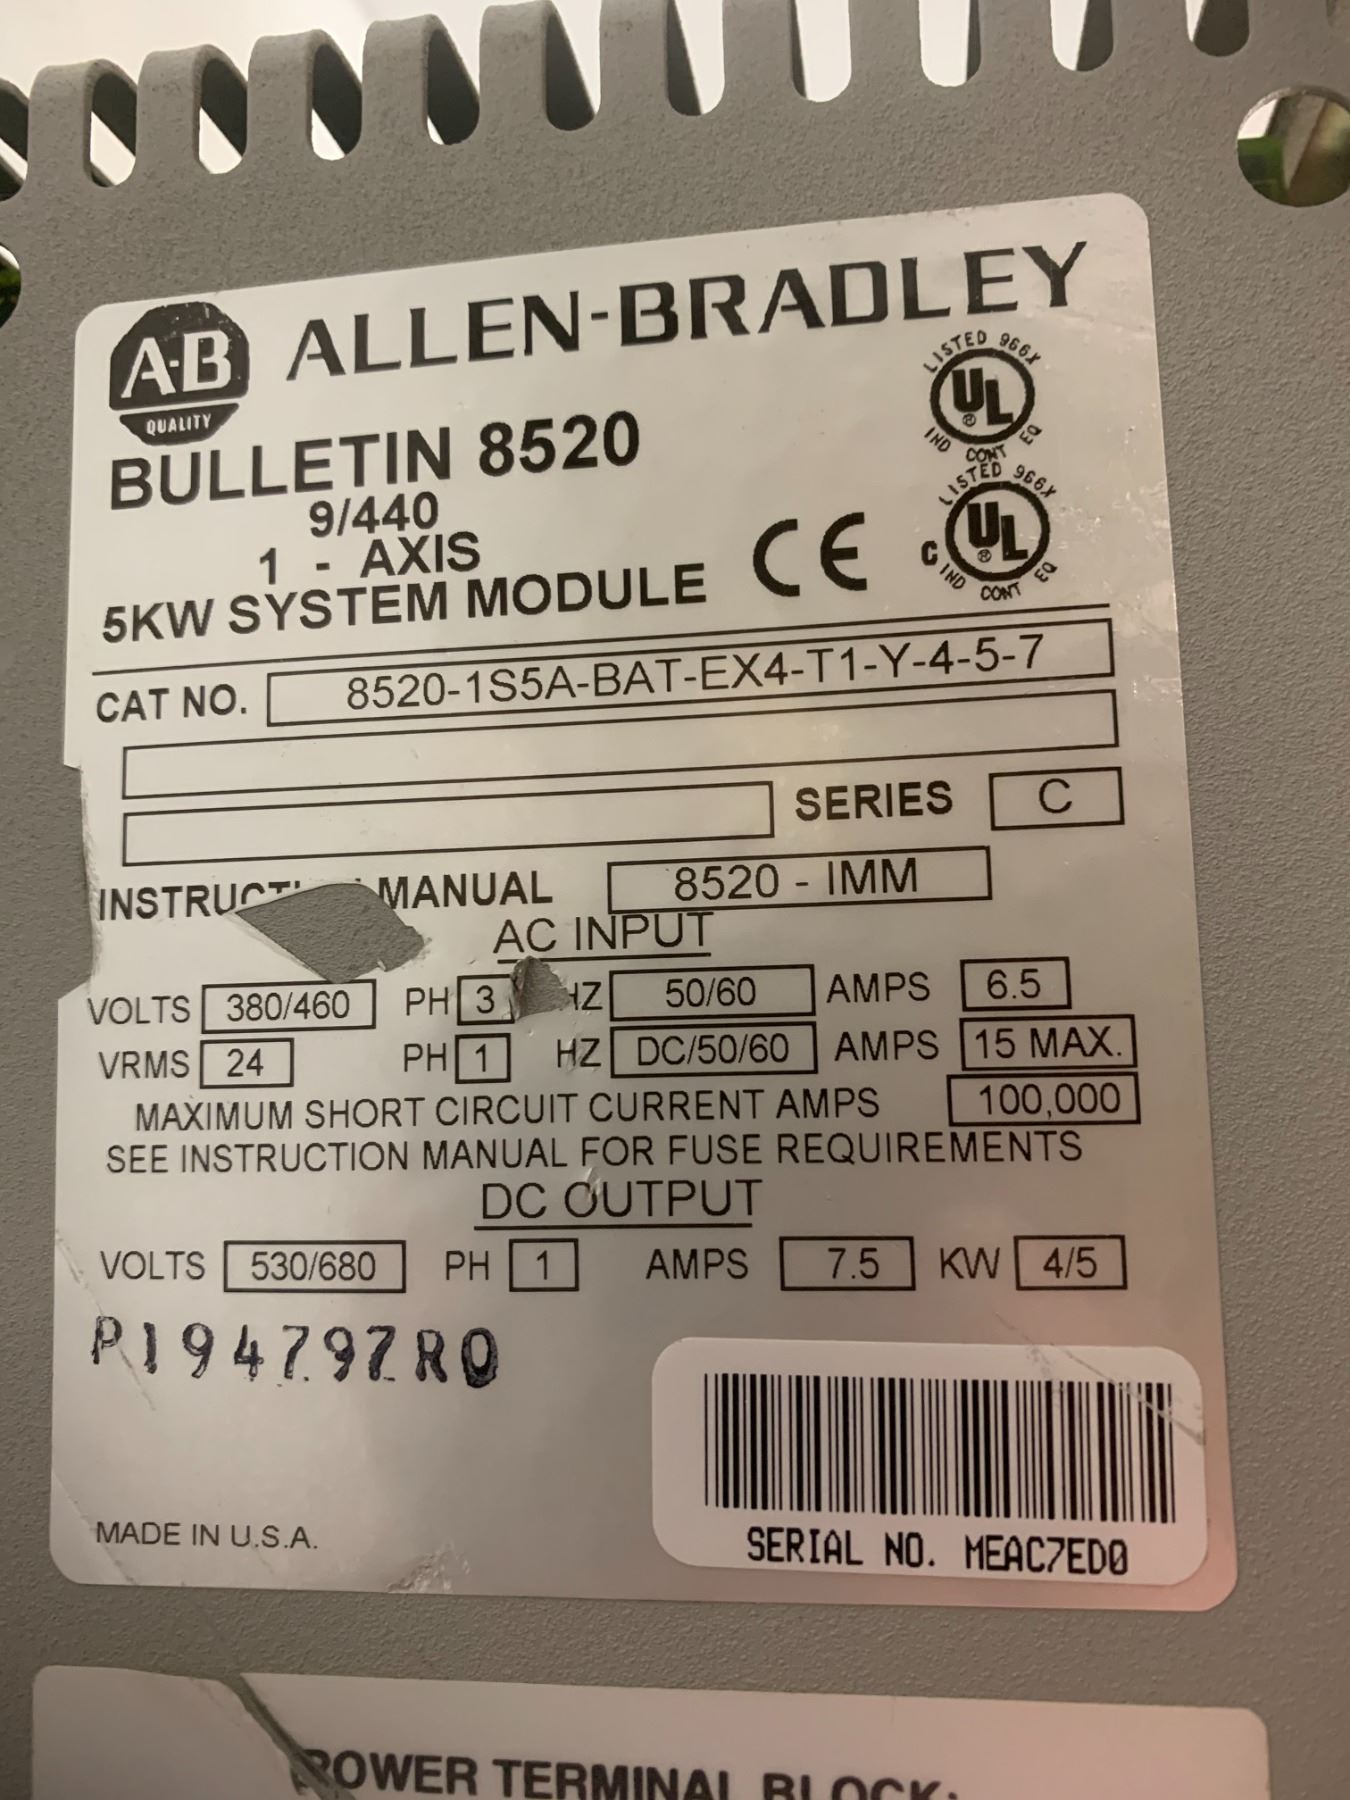 A-B ALLEN-BRADLEY
QUALITY
BULLETIN 8520
9/440
1 - AXIS
5KW SYSTEM MODULE
CE
LISTED 966X
UL ®
IND CONT EQ
LISTED 966X
C UL ®
IND CONT EQ
CAT NO. 8520-1S5A-BAT-EX4-T1-Y-4-5-7
SERIES C
MANUAL 8520 - IMM
AC INPUT
VOLTS 380/460 PH 3 HZ 50/60 AMPS 6.5
VRMS 24 PH 1 HZ DC/50/60 AMPS 15 MAX.
MAXIMUM SHORT CIRCUIT CURRENT AMPS 100,000
SEE INSTRUCTION MANUAL FOR FUSE REQUIREMENTS
DC OUTPUT
VOLTS 530/680 PH 1 AMPS 7.5 KW 4/5
P194797R0
MADE IN U.S.A.
SERIAL NO. MEAC7ED0
POWER TERMINAL BLOCK: